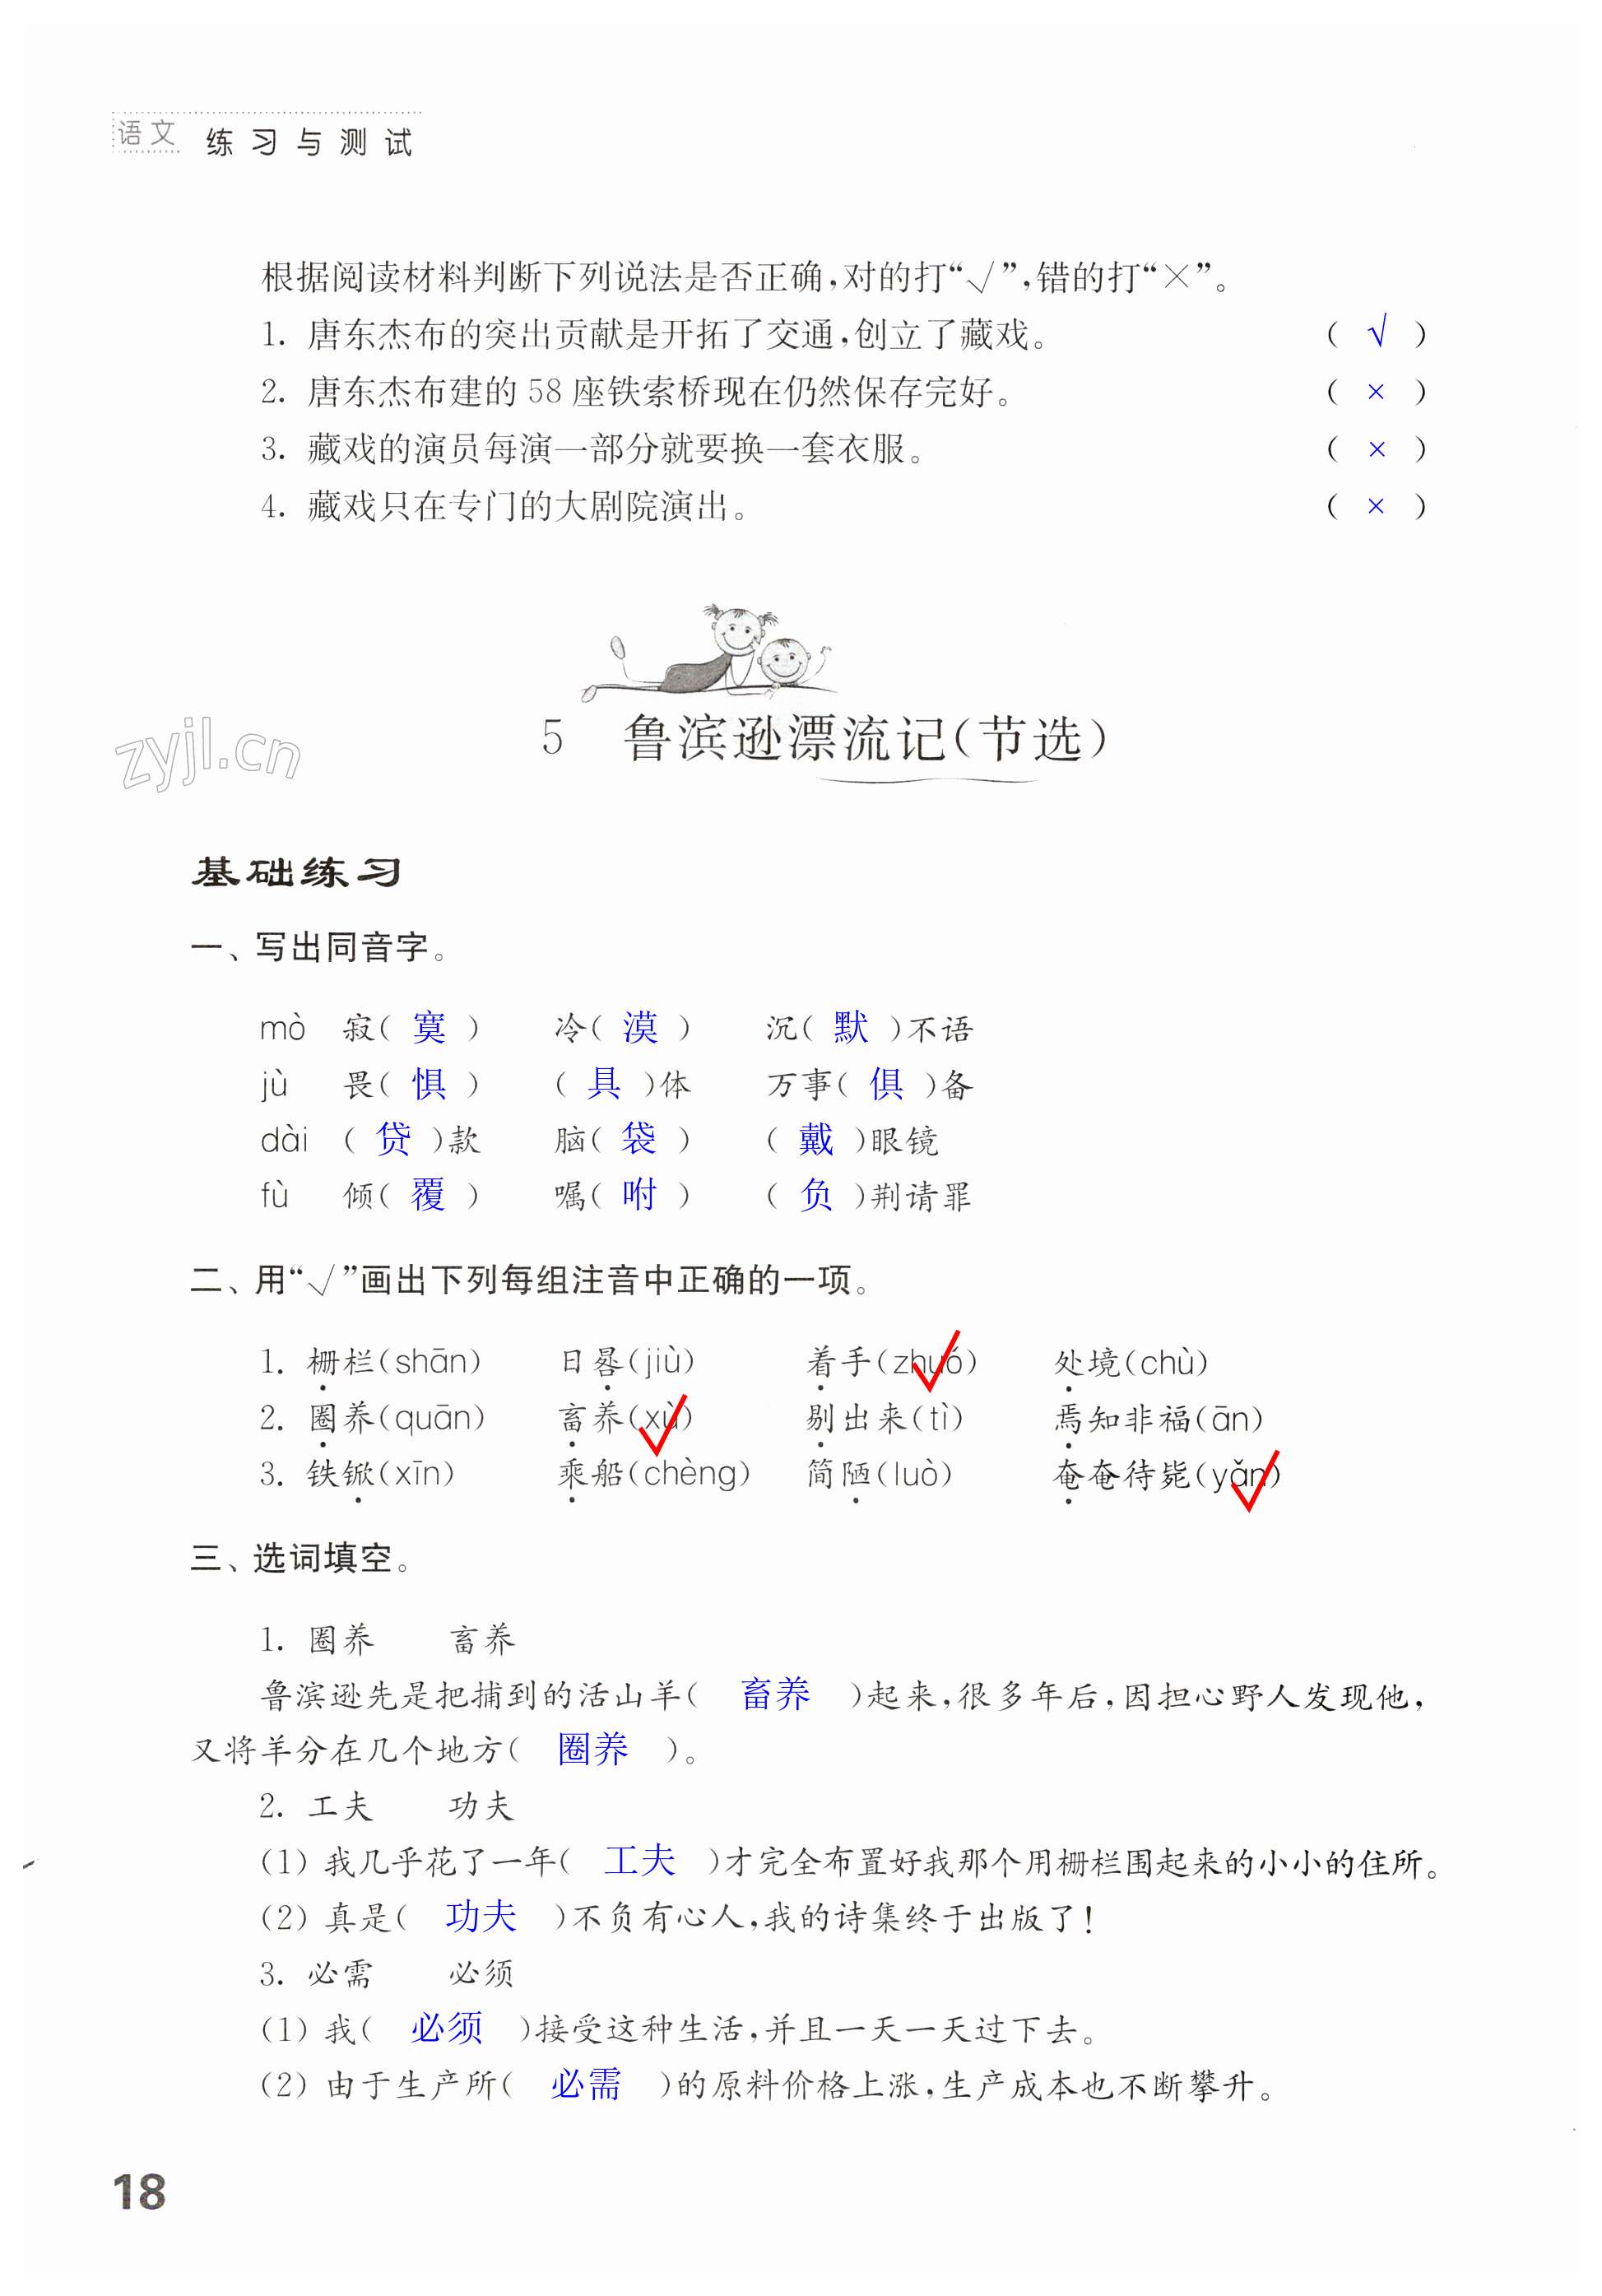 语文 练习与测试
根据阅读材料判断下列说法是否正确,对的打“√”,错的打“×”。
1. 唐东杰布的突出贡献是开拓了交通,创立了藏戏。 ( √ )
2. 唐东杰布建的 58 座铁索桥现在仍然保存完好。 ( × )
3. 藏戏的演员每演一部分就要换一套衣服。 ( × )
4. 藏戏只在专门的大剧院演出。 ( × )
5 鲁滨逊漂流记(节选)
zyjl.cn
基础练习
一、写出同音字。
mò 寂( 寞 ) 冷( 漠 ) 沉( 默 )不语
jù 畏( 惧 ) ( 具 )体 万事( 俱 )备
dài ( 贷 )款 脑( 袋 ) ( 戴 )眼镜
fù 倾( 覆 ) 嘱( 咐 ) ( 负 )荆请罪
二、用“√”画出下列每组注音中正确的一项。
1. 栅栏(shān) 日晷(jiù) 着手(zhuó)√ 处境(chù)
2. 圈养(quān) 畜养(xù)√ 剔出来(tì) 焉知非福(ān)
3. 铁锨(xīn) 乘船(chèng) 简陋(luò) 奄奄待毙(yǎn)√
三、选词填空。
1. 圈养 畜养
鲁滨逊先是把捕到的活山羊( 畜养 )起来,很多年后,因担心野人发现他,
又将羊分在几个地方( 圈养 )。
2. 工夫 功夫
(1) 我几乎花了一年( 工夫 )才完全布置好我那个用栅栏围起来的小小的住所。
(2) 真是( 功夫 )不负有心人,我的诗集终于出版了!
3. 必需 必须
(1) 我( 必须 )接受这种生活,并且一天一天过下去。
(2) 由于生产所( 必需 )的原料价格上涨,生产成本也不断攀升。
18